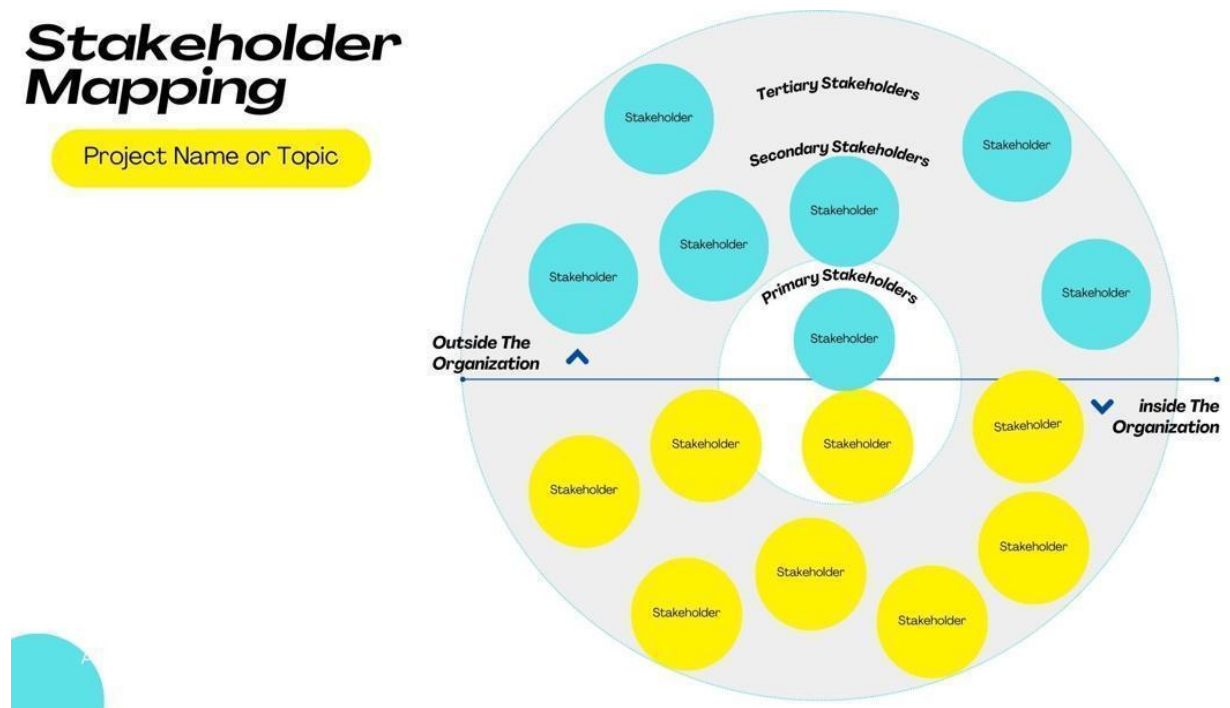 Stakeholder
Mapping
Project Name or Topic
Tertiary Stakeholders
Stakeholder
Stakeholder
Secondary Stakeholders
Stakeholder
Stakeholder
Stakeholder
Stakeholder
Primary Stakeholders
Stakeholder
Outside The
Organization
inside The
Organization
Stakeholder
Stakeholder
Stakeholder
Stakeholder
Stakeholder
Stakeholder
Stakeholder
Stakeholder